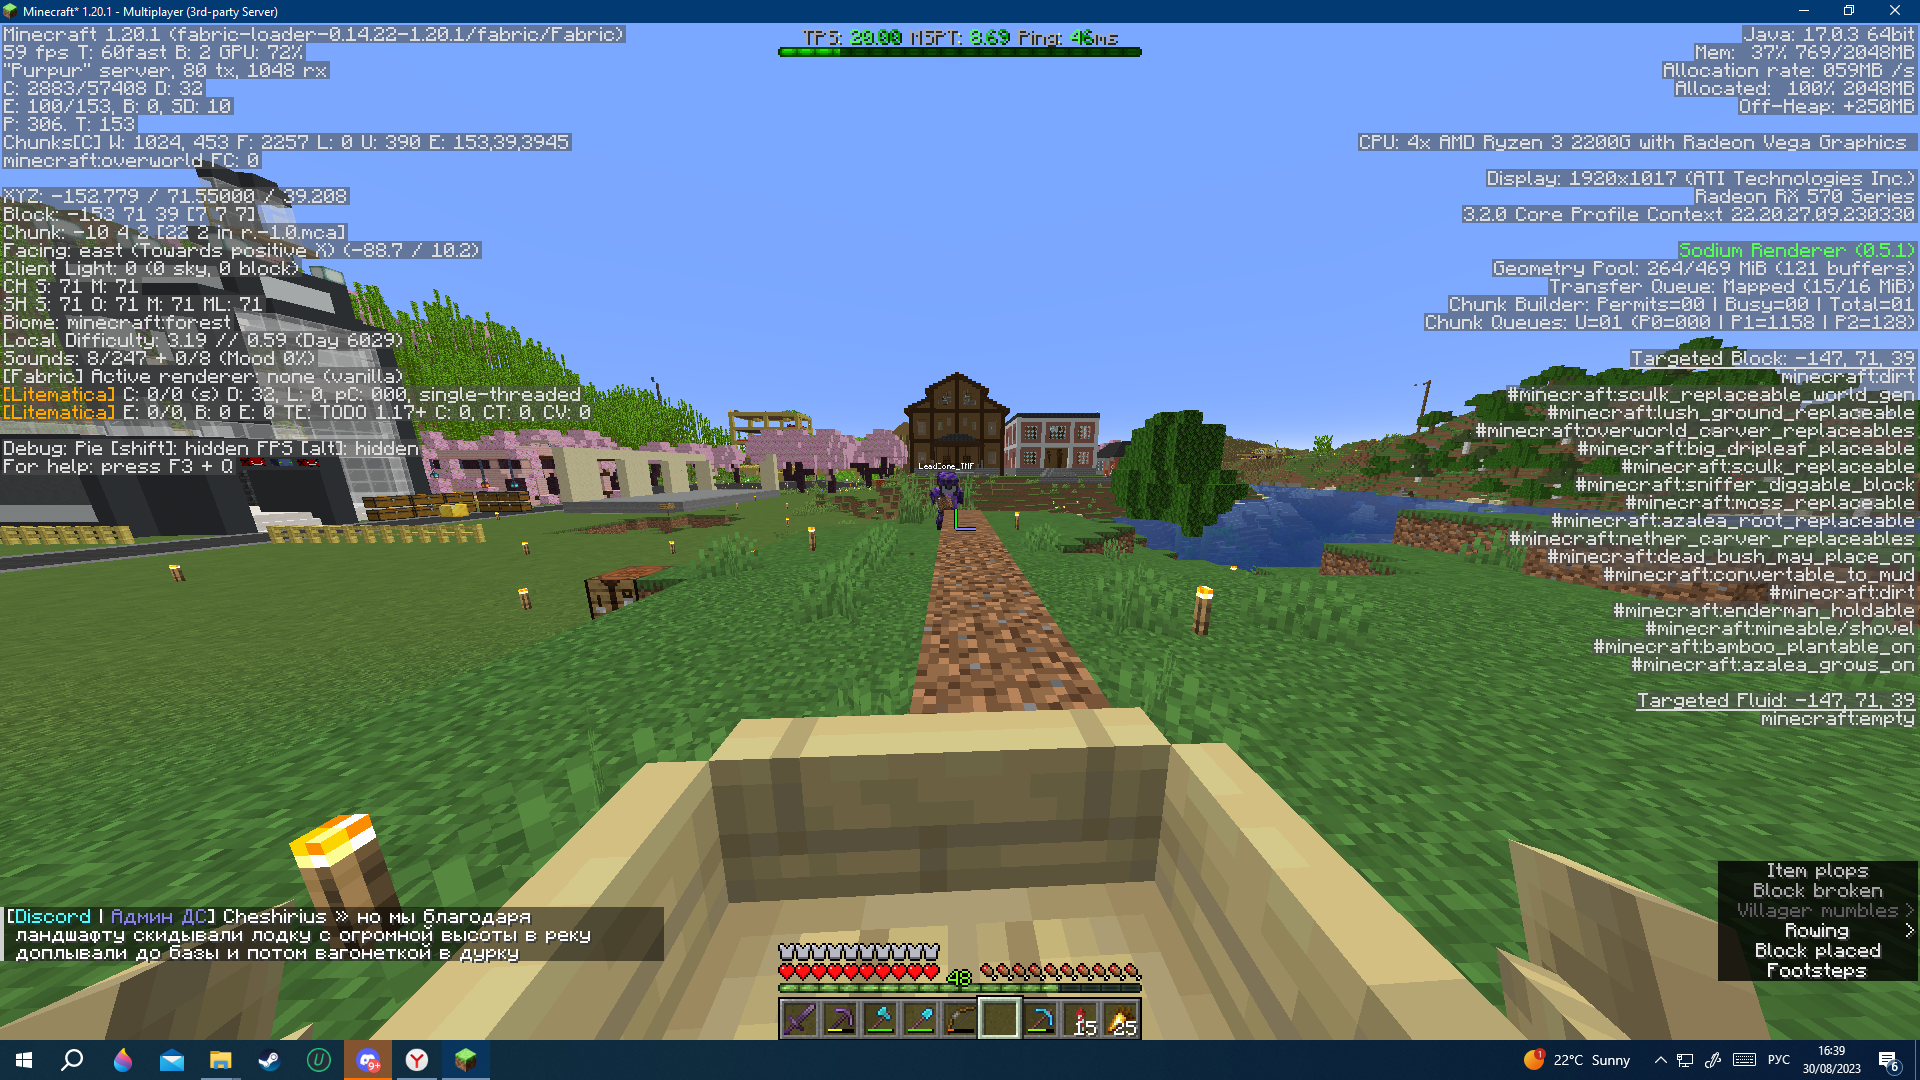 Minecraft* 1.20.1 - Multiplayer (3rd-party Server)
Minecraft 1.20.1 (fabric-loader-0.14.22-1.20.1/fabric/Fabric)
59 fps T: 60fast B: 2 GPU: 72%
"Purpur" server, 80 tx, 1048 rx
C: 2883/57408 D: 32
E: 100/153, B: 0, SD: 10
P: 306. T: 153
Chunks[C] W: 1024, 453 F: 2257 L: 0 U: 390 E: 153,39,3945
minecraft:overworld FC: 0
XYZ: -152.779 / 71.55000 / 39.208
Block: -153 71 39 [7 7 7]
Chunk: -10 4 2 [22 2 in r.-1.0.mca]
Facing: east (Towards positive X) (-88.7 / 10.2)
Client Light: 0 (0 sky, 0 block)
CH S: 71 M: 71
SH S: 71 O: 71 M: 71 ML: 71
Biome: minecraft:forest
Local Difficulty: 3.19 // 0.59 (Day 6029)
Sounds: 8/247 + 0/8 (Mood 0%)
[Fabric] Active renderer: none (vanilla)
[Litematica] C: 0/0 (s) D: 32, L: 0, pC: 000, single-threaded
[Litematica] E: 0/0, B: 0 E: 0 TE: TODO 1.17+ C: 0, CT: 0, CV: 0
Debug: Pie [shift]: hidden FPS [alt]: hidden
For help: press F3 + Q
TPS: 20.00 MSPT: 8.69 Ping: 46ms
Java: 17.0.3 64bit
Mem: 37% 769/2048MB
Allocation rate: 059MB /s
Allocated: 100% 2048MB
Off-Heap: +250MB
CPU: 4x AMD Ryzen 3 2200G with Radeon Vega Graphics
Display: 1920x1017 (ATI Technologies Inc.)
Radeon RX 570 Series
3.2.0 Core Profile Context 22.20.27.09.230330
Sodium Renderer (0.5.1)
Geometry Pool: 264/469 MiB (121 buffers)
Transfer Queue: Mapped (15/16 MiB)
Chunk Builder: Permits=00 | Busy=00 | Total=01
Chunk Queues: U=01 (P0=000 | P1=1158 | P2=128)
Targeted Block: -147, 71, 39
minecraft:dirt
#minecraft:sculk_replaceable_world_gen
#minecraft:lush_ground_replaceable
#minecraft:overworld_carver_replaceables
#minecraft:big_dripleaf_placeable
#minecraft:sculk_replaceable
#minecraft:sniffer_diggable_block
#minecraft:moss_replaceable
#minecraft:azalea_root_replaceable
#minecraft:nether_carver_replaceables
#minecraft:dead_bush_may_place_on
#minecraft:convertable_to_mud
#minecraft:dirt
#minecraft:enderman_holdable
#minecraft:mineable/shovel
#minecraft:bamboo_plantable_on
#minecraft:azalea_grows_on
Targeted Fluid: -147, 71, 39
minecraft:empty
[Discord | Админ ДС] Cheshirius » но мы благодаря
ландшафту скидывали лодку с огромной высоты в реку
доплывали до базы и потом вагонеткой в дурку
Item plops
Block broken
Villager mumbles >
Rowing >
Block placed
Footsteps
48
15 25
9+
1 22°C Sunny
РУС
16:39
30/08/2023
6